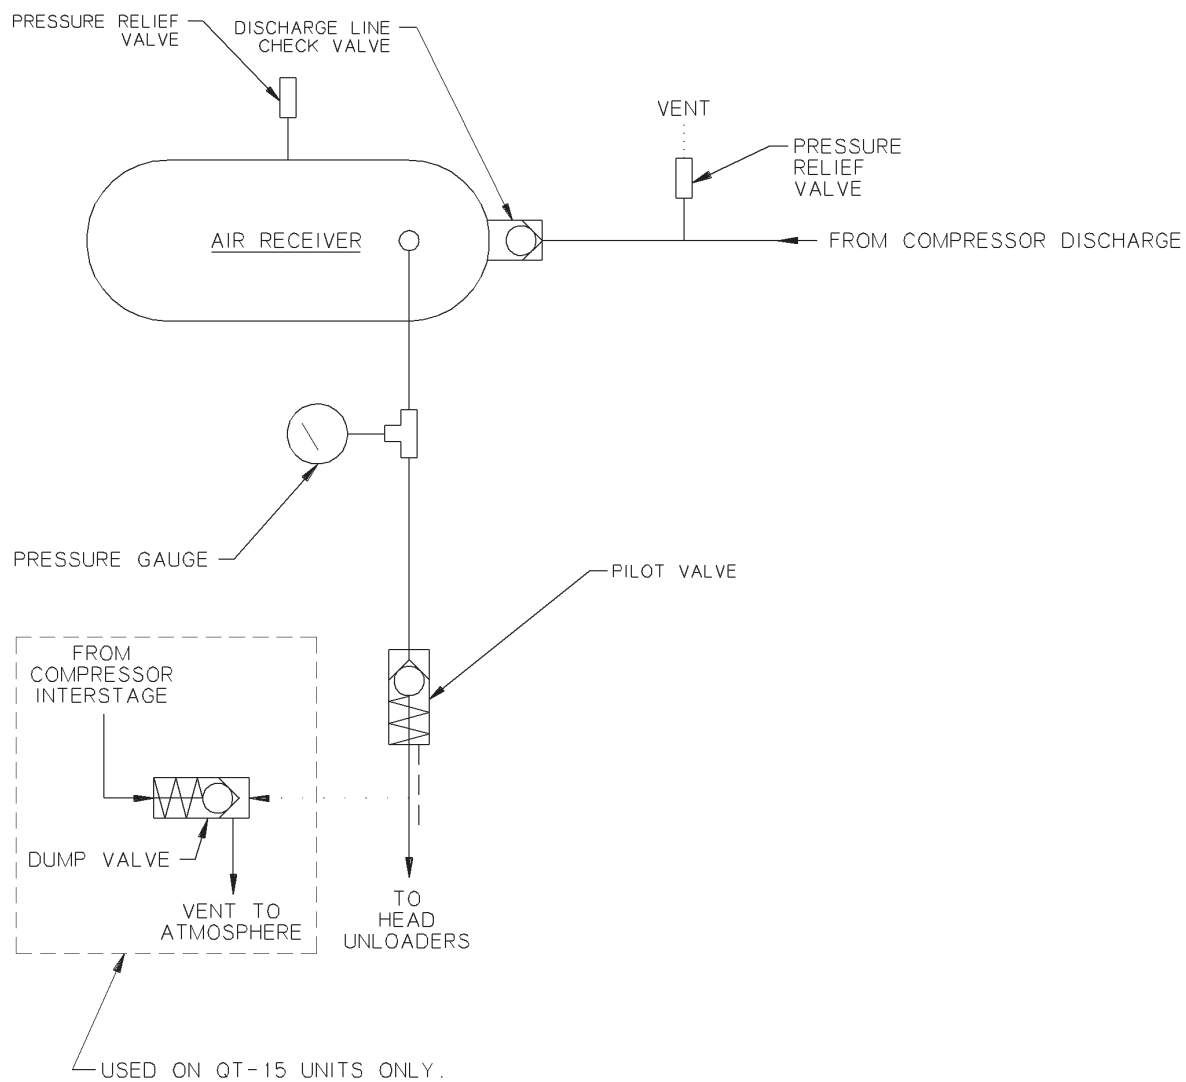 PRESSURE RELIEF
VALVE
DISCHARGE LINE
CHECK VALVE
VENT
PRESSURE
RELIEF
VALVE
AIR RECEIVER
FROM COMPRESSOR DISCHARGE
PRESSURE GAUGE
PILOT VALVE
FROM
COMPRESSOR
INTERSTAGE
DUMP VALVE
VENT TO
ATMOSPHERE
TO
HEAD
UNLOADERS
USED ON QT-15 UNITS ONLY.